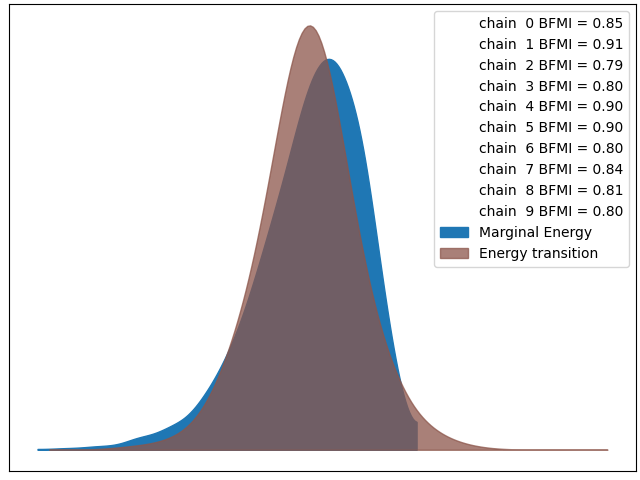 chain  0 BFMI = 0.85
chain  1 BFMI = 0.91
chain  2 BFMI = 0.79
chain  3 BFMI = 0.80
chain  4 BFMI = 0.90
chain  5 BFMI = 0.90
chain  6 BFMI = 0.80
chain  7 BFMI = 0.84
chain  8 BFMI = 0.81
chain  9 BFMI = 0.80
Marginal Energy
Energy transition